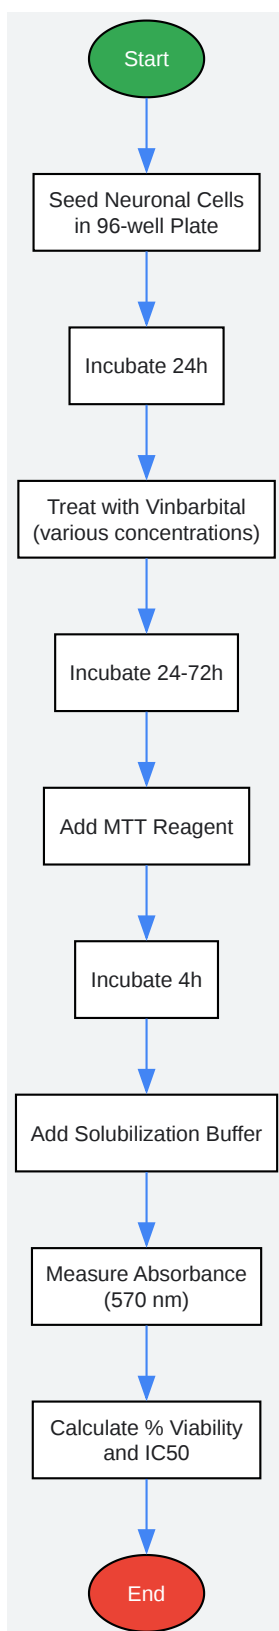 Start
Seed Neuronal Cells
in 96-well Plate
Incubate 24h
Treat with Vinbarbital
(various concentrations)
Incubate 24-72h
Add MTT Reagent
Incubate 4h
Add Solubilization Buffer
Measure Absorbance
(570 nm)
Calculate % Viability
and IC50
End